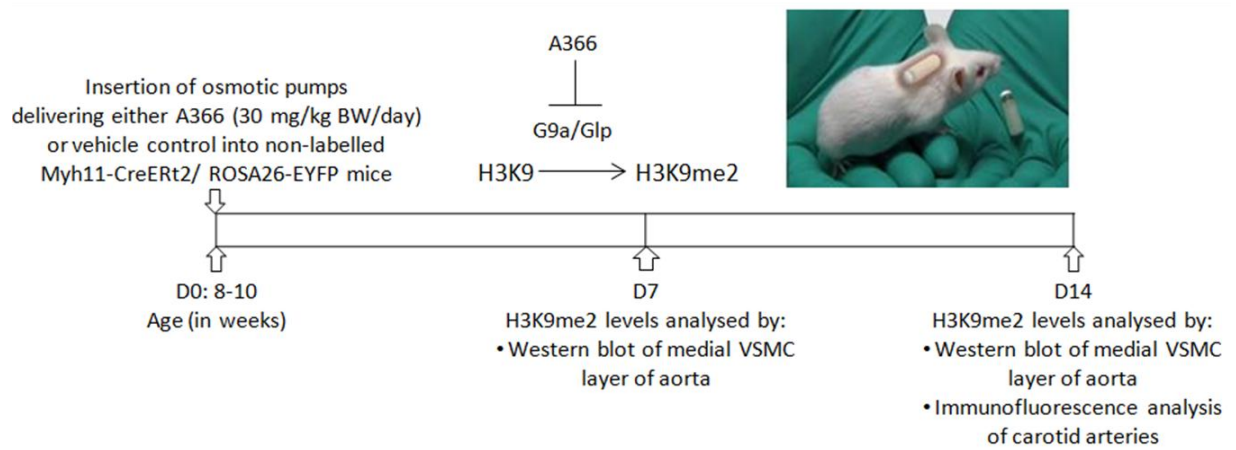 Insertion of osmotic pumps
delivering either A366 (30 mg/kg BW/day)
or vehicle control into non-labelled
Myh11-CreERt2/ ROSA26-EYFP mice
A366
G9a/Glp
H3K9
H3K9me2
D0: 8-10
Age (in weeks)
D7
H3K9me2 levels analysed by:
• Western blot of medial VSMC
layer of aorta
D14
H3K9me2 levels analysed by:
• Western blot of medial VSMC
layer of aorta
• Immunofluorescence analysis
of carotid arteries